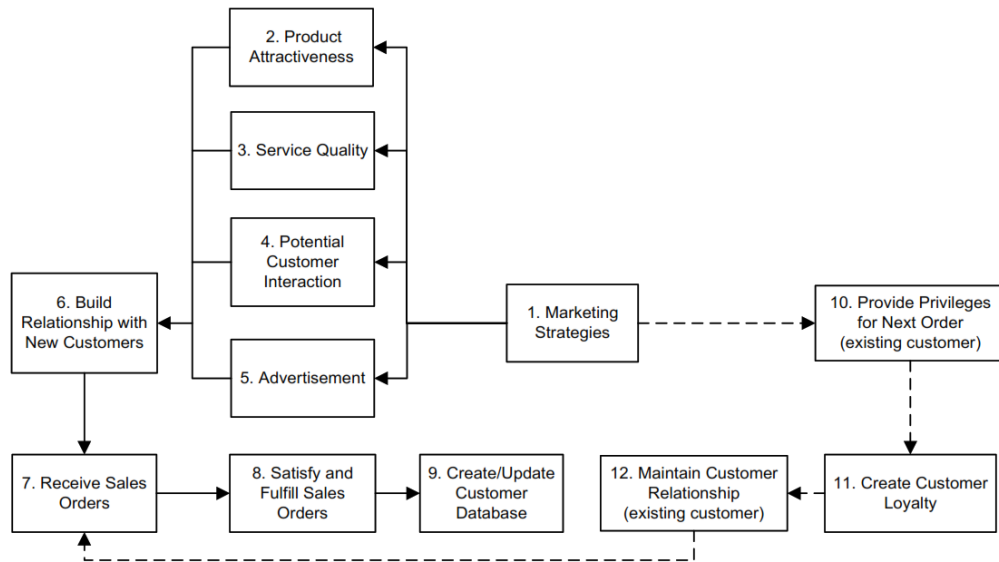 2. Product
Attractiveness
3. Service Quality
4. Potential
Customer
Interaction
5. Advertisement
6. Build
Relationship with
New Customers
1. Marketing
Strategies
10. Provide Privileges
for Next Order
(existing customer)
7. Receive Sales
Orders
8. Satisfy and
Fulfill Sales
Orders
9. Create/Update
Customer
Database
12. Maintain Customer
Relationship
(existing customer)
11. Create Customer
Loyalty